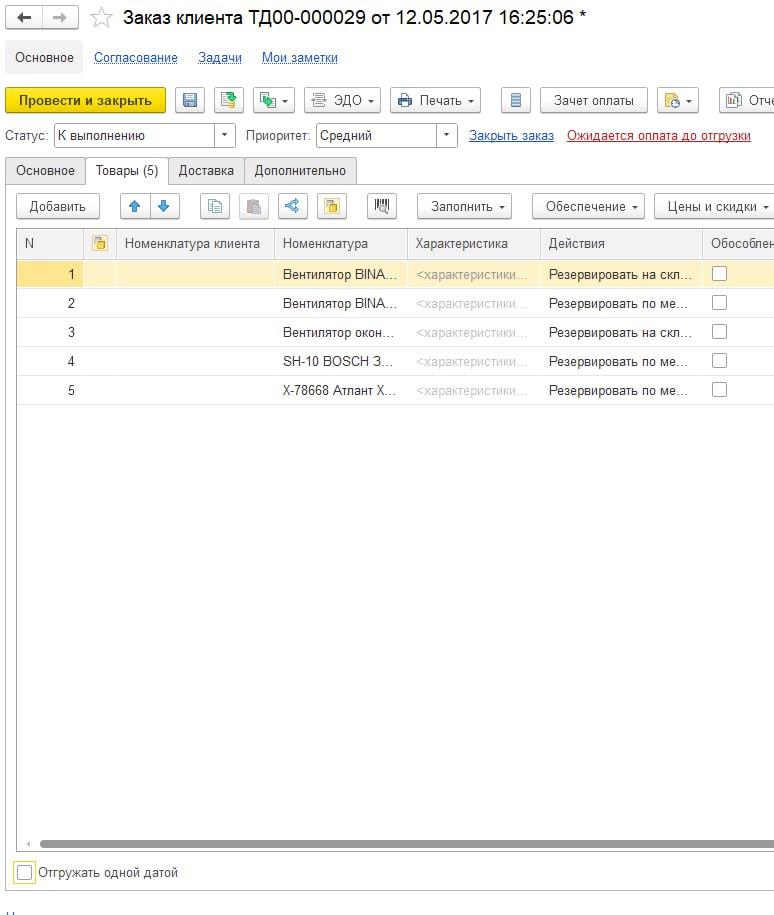 Заказ клиента ТД00-000029 от 12.05.2017 16:25:06 *
Основное Согласование Задачи Мои заметки
Провести и закрыть ЭДО Печать Зачет оплаты Отче
Статус: К выполнению Приоритет: Средний Закрыть заказ Ожидается оплата до отгрузки
Основное Товары (5) Доставка Дополнительно
Добавить Заполнить Обеспечение Цены и скидки
N Номенклатура клиента Номенклатура Характеристика Действия Обособлен
1 Вентилятор BINA... <характеристики... Резервировать на скл...
2 Вентилятор BINA... <характеристики... Резервировать по ме...
3 Вентилятор окон... <характеристики... Резервировать на скл...
4 SH-10 BOSCH З... <характеристики... Резервировать по ме...
5 Х-78668 Атлант Х... <характеристики... Резервировать по ме...
Отгружать одной датой